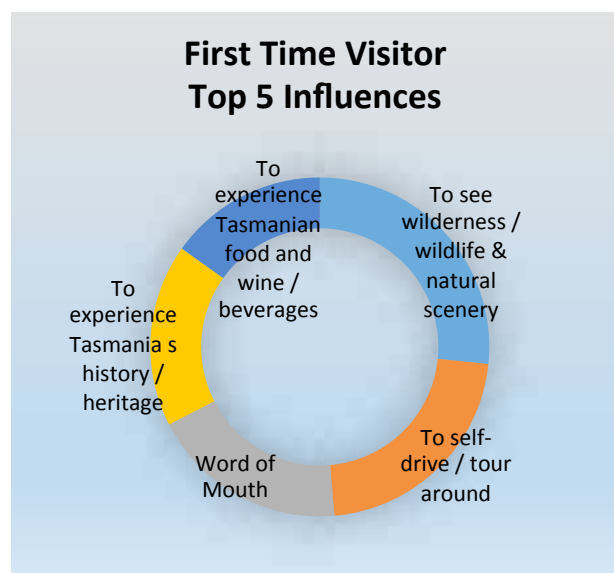 First Time Visitor
Top 5 Influences
To
experience
Tasmanian
food and
wine /
beverages
To see
wilderness /
wildlife &
natural
scenery
To
experience
Tasmania s
history /
heritage
Word of
Mouth
To self-
drive / tour
around